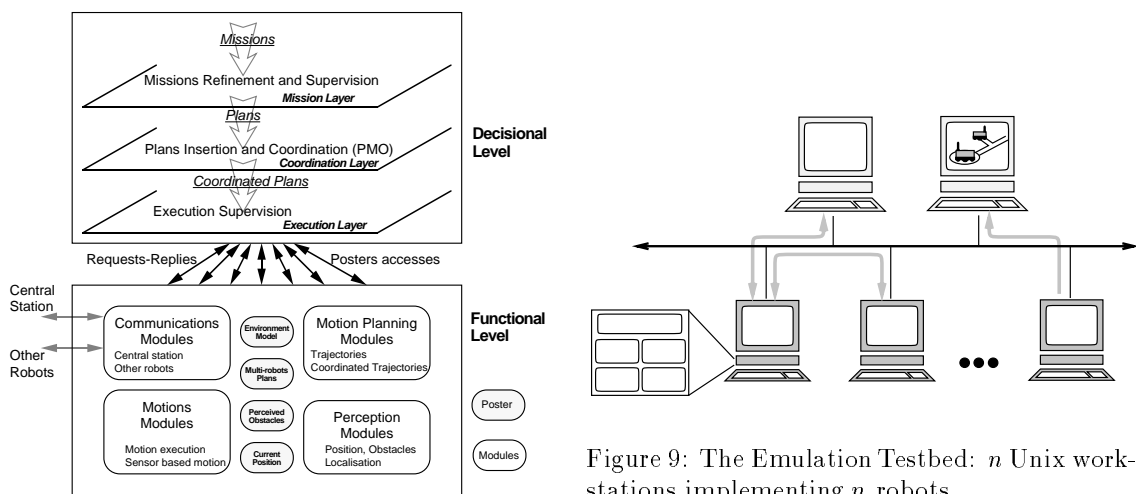 Missions
Missions Refinement and Supervision
Mission Layer
Plans
Plans Insertion and Coordination (PMO)
Coordination Layer
Coordinated Plans
Execution Supervision
Execution Layer
Decisional
Level
Requests-Replies
Posters accesses
Central
Station
Other
Robots
Communications
Modules
Central station
Other robots
Environment
Model
Multi-robots
Plans
Perceived
Obstacles
Current
Position
Motion Planning
Modules
Trajectories
Coordinated Trajectories
Motions
Modules
Motion execution
Sensor based motion
Perception
Modules
Position, Obstacles
Localisation
Functional
Level
Poster
Modules
Figure 9: The Emulation Testbed: n Unix work-
stations implementing n robots